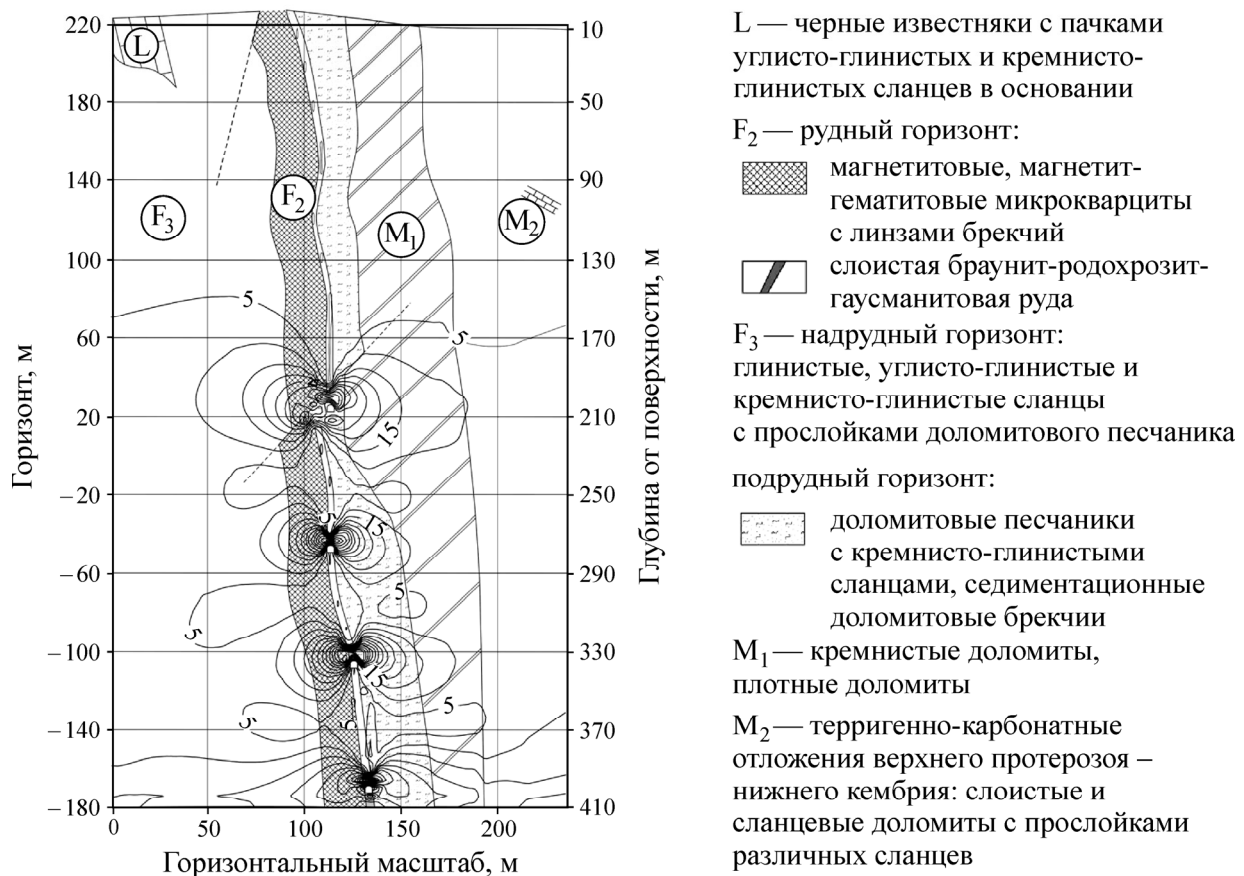 220
180
140
100
60
20
–20
–60
–100
–140
–180
Горизонт, м
0
50
100
150
200
Горизонтальный масштаб, м
10
50
90
130
170
210
250
290
330
370
410
Глубина от поверхности, м
L
F2
F3
M1
M2
5
5
15
5
15
5
5
15
5
5
5
L — черные известняки с пачками
углисто-глинистых и кремнисто-
глинистых сланцев в основании
F2 — рудный горизонт:
магнетитовые, магнетит-
гематитовые микрокварциты
с линзами брекчий
слоистая браунит-родохрозит-
гаусманитовая руда
F3 — надрудный горизонт:
глинистые, углисто-глинистые и
кремнисто-глинистые сланцы
с прослойками доломитового песчаника
подрудный горизонт:
доломитовые песчаники
с кремнисто-глинистыми
сланцами, седиментационные
доломитовые брекчии
M1 — кремнистые доломиты,
плотные доломиты
M2 — терригенно-карбонатные
отложения верхнего протерозоя –
нижнего кембрия: слоистые и
сланцевые доломиты с прослойками
различных сланцев